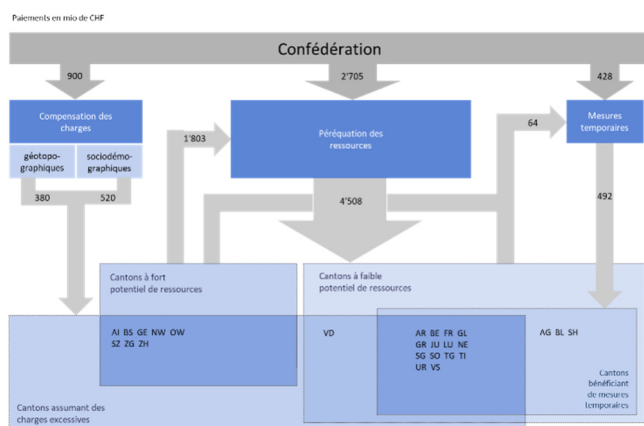 Paiements en mio de CHF
Confédération
900
2'705
428
Compensation des
charges
géotopo-
graphiques
sociodémo-
graphiques
1'803
Péréquation des
ressources
64
Mesures
temporaires
380
520
4'508
492
Cantons à fort
potentiel de ressources
Cantons à faible
potentiel de ressources
AI BS GE NW OW
SZ ZG ZH
VD
AR BE FR GL
GR JU LU NE
SG SO TG TI
UR VS
AG BL SH
Cantons
bénéficiant
de mesures
temporaires
Cantons assumant des
charges excessives